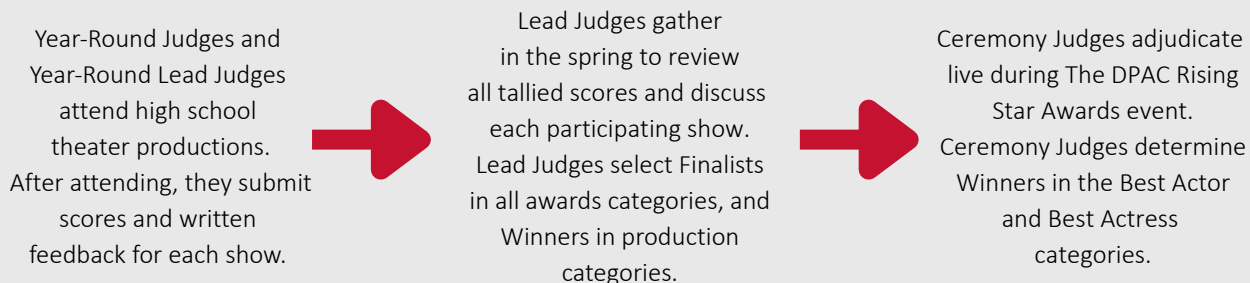 Year-Round Judges and
Year-Round Lead Judges
attend high school
theater productions.
After attending, they submit
scores and written
feedback for each show.
Lead Judges gather
in the spring to review
all tallied scores and discuss
each participating show.
Lead Judges select Finalists
in all awards categories, and
Winners in production
categories.
Ceremony Judges adjudicate
live during The DPAC Rising
Star Awards event.
Ceremony Judges determine
Winners in the Best Actor
and Best Actress
categories.